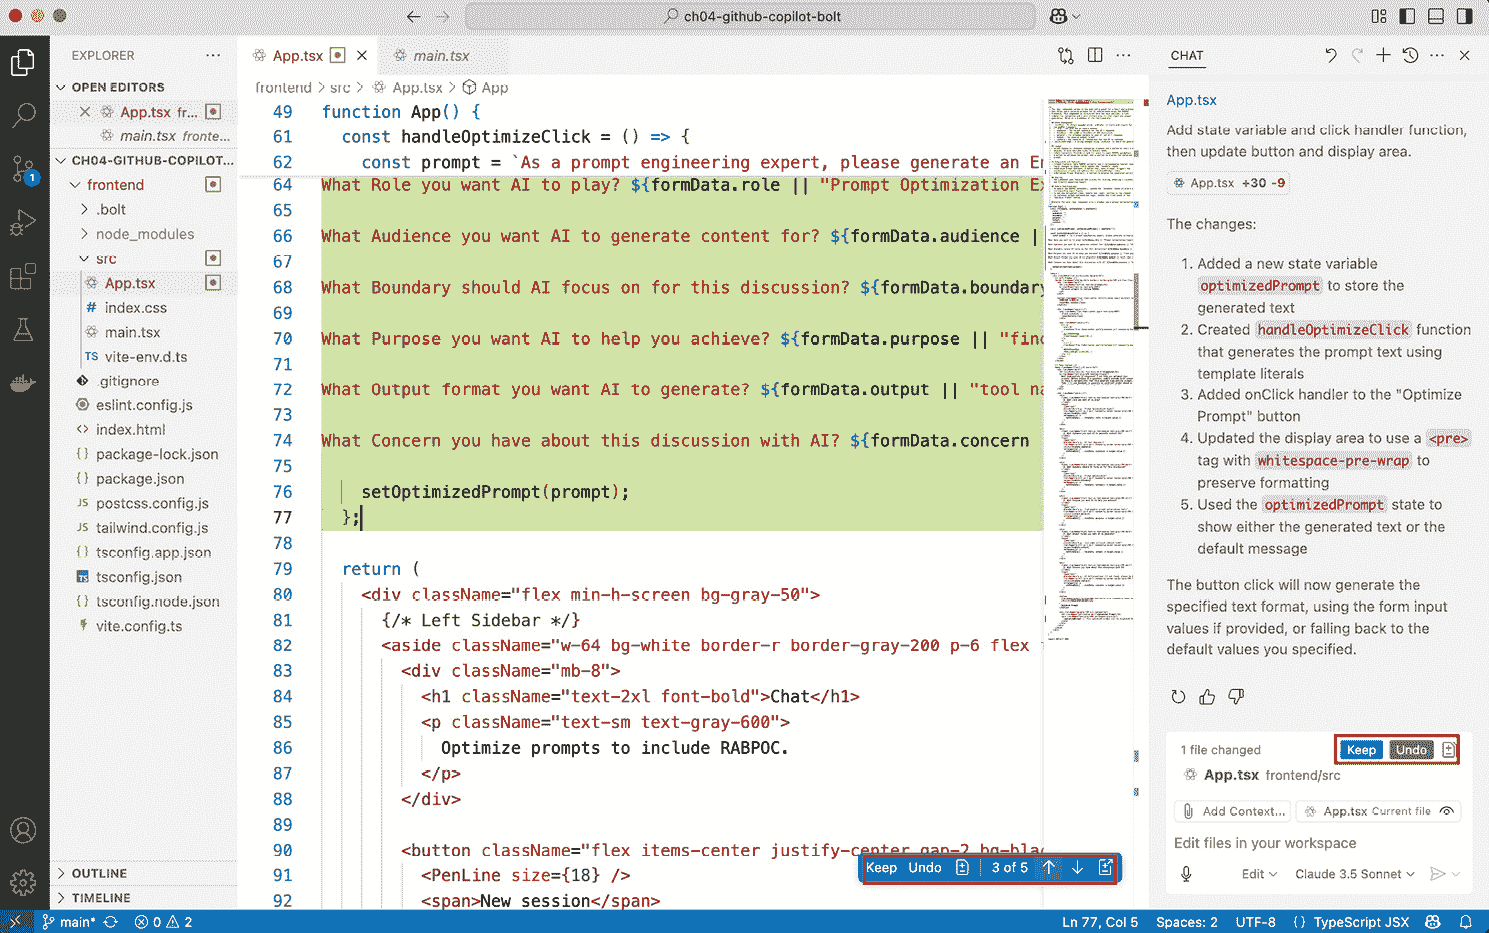 ch04-github-copilot-bolt
EXPLORER
OPEN EDITORS
App.tsx fr...
main.tsx fronte...
CH04-GITHUB-COPILOT...
frontend
.bolt
node_modules
src
App.tsx
index.css
main.tsx
TS vite-env.d.ts
.gitignore
eslint.config.js
index.html
package-lock.json
package.json
JS postcss.config.js
JS tailwind.config.js
tsconfig.app.json
tsconfig.json
tsconfig.node.json
vite.config.ts
OUTLINE
TIMELINE
App.tsx
main.tsx
frontend > src > App.tsx > App
49 function App() {
61 const handleOptimizeClick = () => {
62 const prompt = `As a prompt engineering expert, please generate an En
64 What Role you want AI to play? ${formData.role || "Prompt Optimization Ex
65
66 What Audience you want AI to generate content for? ${formData.audience |
67
68 What Boundary should AI focus on for this discussion? ${formData.boundary
69
70 What Purpose you want AI to help you achieve? ${formData.purpose || "fin
71
72 What Output format you want AI to generate? ${formData.output || "tool na
73
74 What Concern you have about this discussion with AI? ${formData.concern
75
76 setOptimizedPrompt(prompt);
77 };
78
79 return (
80 <div className="flex min-h-screen bg-gray-50">
81 {/* Left Sidebar */}
82 <aside className="w-64 bg-white border-r border-gray-200 p-6 flex
83 <div className="mb-8">
84 <h1 className="text-2xl font-bold">Chat</h1>
85 <p className="text-sm text-gray-600">
86 Optimize prompts to include RABPOC.
87 </p>
88 </div>
89
90 <button className="flex items-center justify-center gap-2 bg-bla
91 <PenLine size={18} />
92 <span>New session</span>
Keep Undo 3 of 5
CHAT
App.tsx
Add state variable and click handler function,
then update button and display area.
App.tsx +30 -9
The changes:
1. Added a new state variable
optimizedPrompt to store the
generated text
2. Created handleOptimizeClick function
that generates the prompt text using
template literals
3. Added onClick handler to the "Optimize
Prompt" button
4. Updated the display area to use a <pre>
tag with whitespace-pre-wrap to
preserve formatting
5. Used the optimizedPrompt state to
show either the generated text or the
default message
The button click will now generate the
specified text format, using the form input
values if provided, or falling back to the
default values you specified.
1 file changed Keep Undo
App.tsx frontend/src
Add Context... App.tsx Current file
Edit files in your workspace
Edit Claude 3.5 Sonnet
main* 0 2 Ln 77, Col 5 Spaces: 2 UTF-8 {} TypeScript JSX